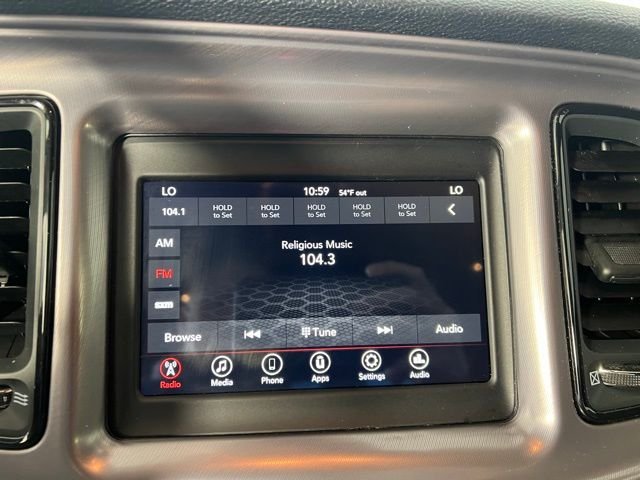 LO 10:59 54°F out LO
104.1 HOLD to Set HOLD to Set HOLD to Set HOLD to Set HOLD to Set
AM
Religious Music
104.3
FM
Browse Tune Audio
Radio Media Phone Apps Settings Audio